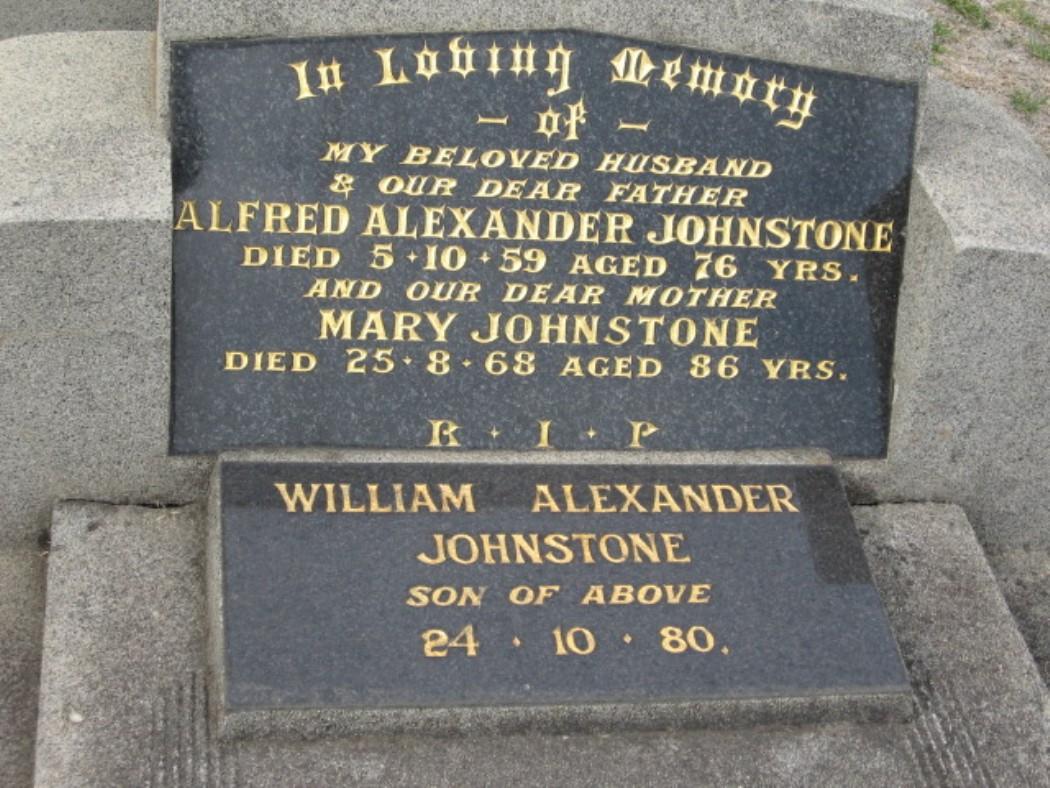 In Loving Memory
- of -
MY BELOVED HUSBAND
& OUR DEAR FATHER
ALFRED ALEXANDER JOHNSTONE
DIED 5·10·59 AGED 76 YRS.
AND OUR DEAR MOTHER
MARY JOHNSTONE
DIED 25·8·68 AGED 86 YRS.
R · I · P
WILLIAM ALEXANDER
JOHNSTONE
SON OF ABOVE
24 · 10 · 80.